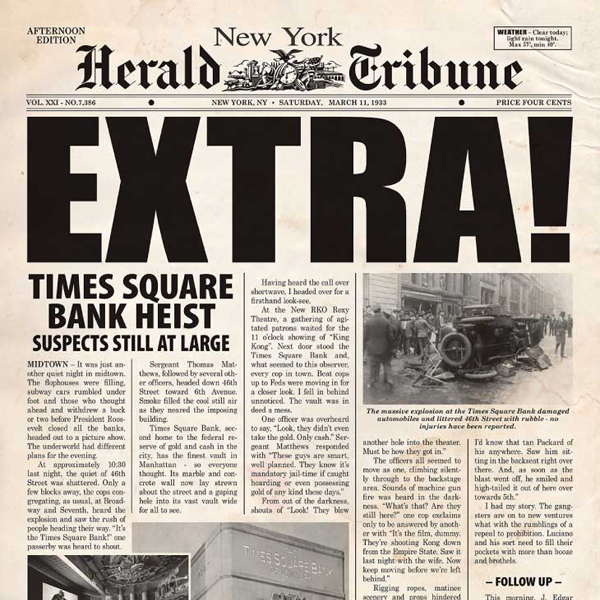 AFTERNOON
EDITION
New York
Herald Tribune
WEATHER - Clear today;
light rain tonight.
Max 57°, min 40°.
VOL. XXI - NO.7,386
NEW YORK, NY • SATURDAY, MARCH 11, 1933
PRICE FOUR CENTS
EXTRA!
TIMES SQUARE
BANK HEIST
SUSPECTS STILL AT LARGE
MIDTOWN – It was just an-
other quiet night in midtown.
The flophouses were filling,
subway cars rumbled under
foot and those who thought
ahead and withdrew a buck
or two before President Roos-
evelt closed all the banks,
headed out to a picture show.
The underworld had different
plans for the evening.
At approximately 10:30
last night, the quiet of 46th
Street was shattered. Only a
few blocks away, the cops con-
gregating, as usual, at Broad-
way and Seventh, heard the
explosion and saw the rush of
people heading their way. "It's
the Times Square Bank!" one
passerby was heard to shout.
Sergeant Thomas Mat-
thews, followed by several oth-
er officers, headed down 46th
Street toward 6th Avenue.
Smoke filled the cool still air
as they neared the imposing
building.
Times Square Bank, sec-
ond home to the federal re-
serve of gold and cash in the
city, has the finest vault in
Manhattan - so everyone
thought. Its marble and con-
crete wall now lay strewn
about the street and a gaping
hole into its vast vault wide
for all to see.
Having heard the call over
shortwave, I headed over for a
firsthand look-see.
At the New RKO Roxy
Theatre, a gathering of agi-
tated patrons waited for the
11 o'clock showing of "King
Kong". Next door stood the
Times Square Bank and,
what seemed to this observer,
every cop in town. Beat cops
up to Feds were moving in for
a closer look. I fell in behind
unnoticed. The vault was in
deed a mess.
One officer was overheard
to say, "Look, they didn't even
take the gold. Only cash." Ser-
geant Matthews responded
with "These guys are smart,
well planned. They know it's
mandatory jail-time if caught
hoarding or even possessing
gold of any kind these days."
From out of the darkness,
shouts of "Look! They blew
The massive explosion at the Times Square Bank damaged
automobiles and littered 46th Street with rubble - no
injuries have been reported.
another hole into the theater.
Must be how they got in."
The officers all seemed to
move as one, climbing silent-
ly through the backstage
area. Sounds of machine gun
fire was heard in the dark-
ness. "What's that? Are they
still here?" one cop exclaims
only to be answered by anoth-
er with "It's the film, dummy.
They're shooting Kong down
from the Empire State. Saw it
last night with the wife. Now
keep moving before we're left
behind."
Rigging ropes, matinee
scenery and props hindered
I'd know that tan Packard of
his anywhere. Saw him sit-
ting in the backseat right over
there. And, as soon as the
blast went off, he smiled and
high-tailed it out of here over
towards 5th."
I had my story. The gang-
sters are on to new ventures
what with the rumblings of
a repeal to prohibition. Luciano
and his sort need to fill their
pockets with more than booze
and brothels.
– FOLLOW UP –
This morning, J. Edgar
TIMES SQUARE BANK